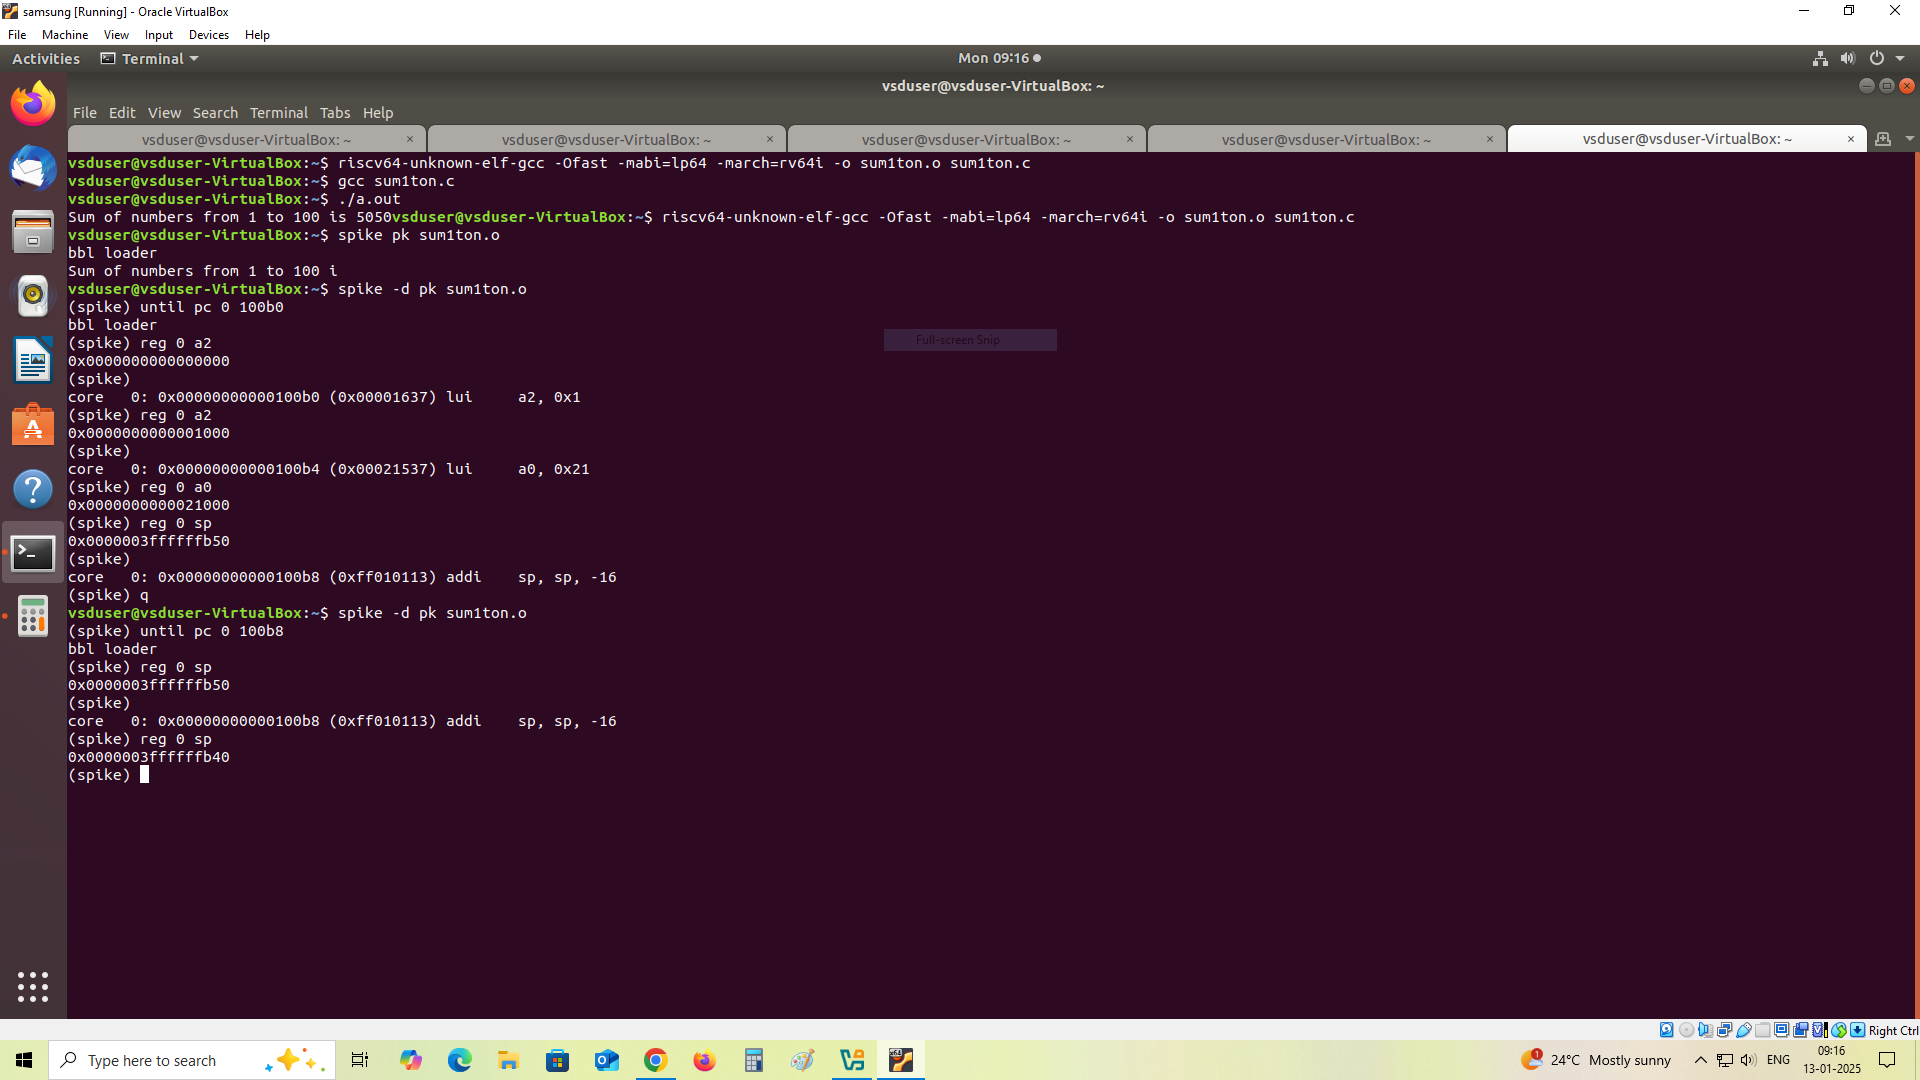 samsung [Running] - Oracle VirtualBox
File Machine View Input Devices Help
Activities Terminal Mon 09:16
vsduser@vsduser-VirtualBox: ~
File Edit View Search Terminal Tabs Help
vsduser@vsduser-VirtualBox: ~ × vsduser@vsduser-VirtualBox: ~ × vsduser@vsduser-VirtualBox: ~ × vsduser@vsduser-VirtualBox: ~ × vsduser@vsduser-VirtualBox: ~ ×
vsduser@vsduser-VirtualBox:~$ riscv64-unknown-elf-gcc -Ofast -mabi=lp64 -march=rv64i -o sum1ton.o sum1ton.c
vsduser@vsduser-VirtualBox:~$ gcc sum1ton.c
vsduser@vsduser-VirtualBox:~$ ./a.out
Sum of numbers from 1 to 100 is 5050vsduser@vsduser-VirtualBox:~$ riscv64-unknown-elf-gcc -Ofast -mabi=lp64 -march=rv64i -o sum1ton.o sum1ton.c
vsduser@vsduser-VirtualBox:~$ spike pk sum1ton.o
bbl loader
Sum of numbers from 1 to 100 i
vsduser@vsduser-VirtualBox:~$ spike -d pk sum1ton.o
(spike) until pc 0 100b0
bbl loader
(spike) reg 0 a2
0x0000000000000000
(spike)
core   0: 0x00000000000100b0 (0x00001637) lui     a2, 0x1
(spike) reg 0 a2
0x0000000000001000
(spike)
core   0: 0x00000000000100b4 (0x00021537) lui     a0, 0x21
(spike) reg 0 a0
0x0000000000021000
(spike) reg 0 sp
0x0000003ffffffb50
(spike)
core   0: 0x00000000000100b8 (0xff010113) addi    sp, sp, -16
(spike) q
vsduser@vsduser-VirtualBox:~$ spike -d pk sum1ton.o
(spike) until pc 0 100b8
bbl loader
(spike) reg 0 sp
0x0000003ffffffb50
(spike)
core   0: 0x00000000000100b8 (0xff010113) addi    sp, sp, -16
(spike) reg 0 sp
0x0000003ffffffb40
(spike)
Full-screen Snip
Right Ctrl
Type here to search
1
24°C Mostly sunny
ENG
09:16
13-01-2025